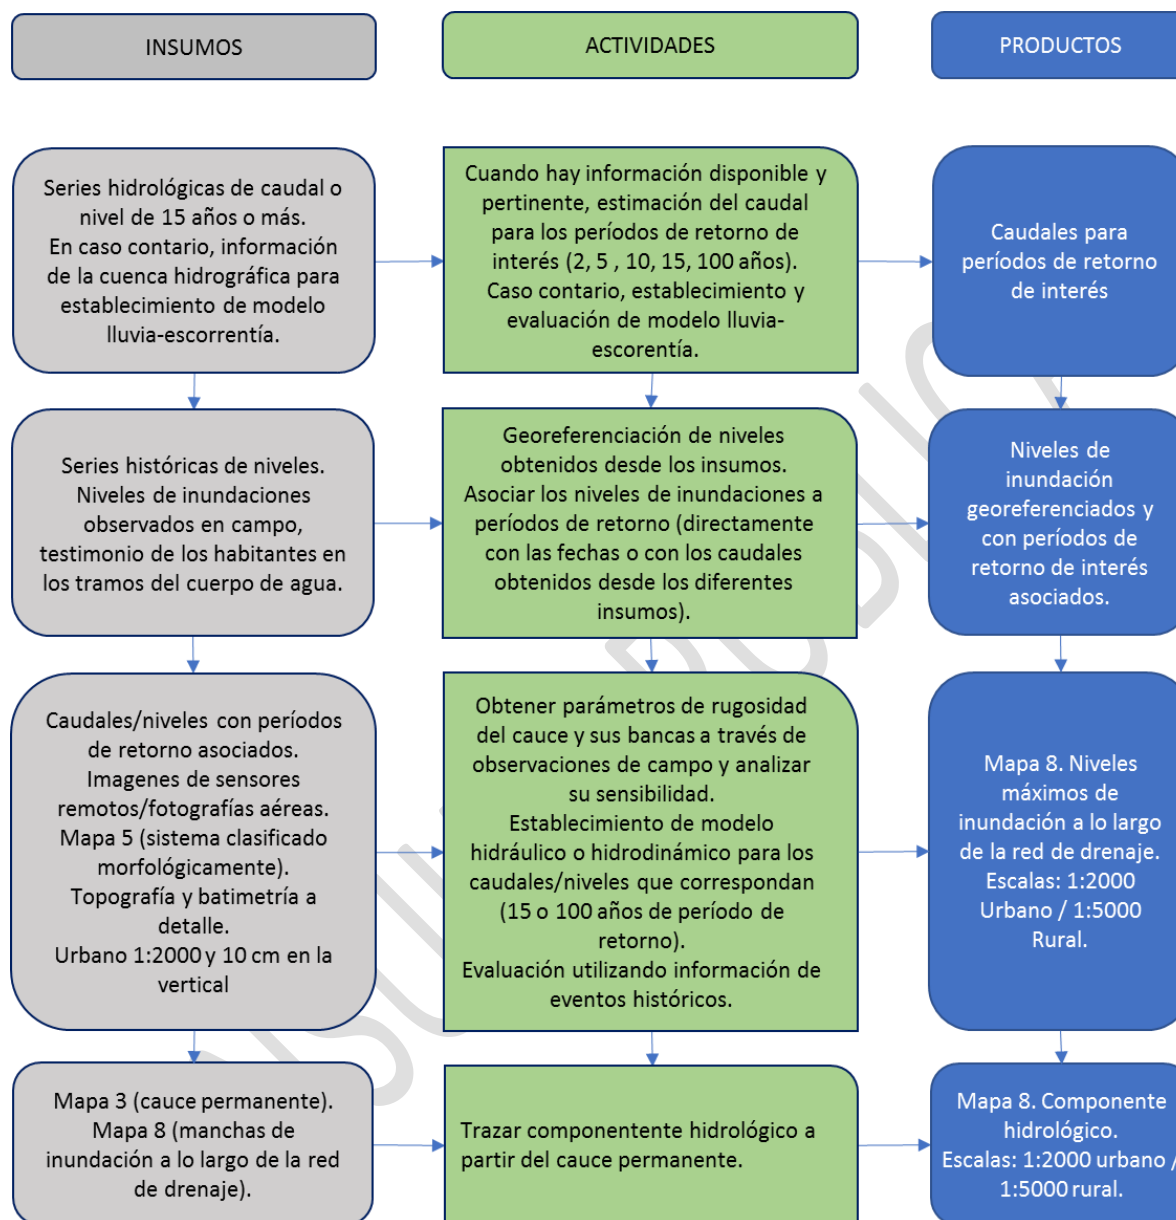 INSUMOS
ACTIVIDADES
PRODUCTOS
Series hidrológicas de caudal o
nivel de 15 años o más.
En caso contario, información
de la cuenca hidrográfica para
establecimiento de modelo
lluvia-escorrentía.
Cuando hay información disponible y
pertinente, estimación del caudal
para los períodos de retorno de
interés (2, 5 , 10, 15, 100 años).
Caso contario, establecimiento y
evaluación de modelo lluvia-
escorentía.
Caudales para
períodos de retorno
de interés
Series históricas de niveles.
Niveles de inundaciones
observados en campo,
testimonio de los habitantes en
los tramos del cuerpo de agua.
Georeferenciación de niveles
obtenidos desde los insumos.
Asociar los niveles de inundaciones a
períodos de retorno (directamente
con las fechas o con los caudales
obtenidos desde los diferentes
insumos).
Niveles de
inundación
georeferenciados y
con períodos de
retorno de interés
asociados.
Caudales/niveles con períodos
de retorno asociados.
Imagenes de sensores
remotos/fotografías aéreas.
Mapa 5 (sistema clasificado
morfológicamente).
Topografía y batimetría a
detalle.
Urbano 1:2000 y 10 cm en la
vertical
Obtener parámetros de rugosidad
del cauce y sus bancas a través de
observaciones de campo y analizar
su sensibilidad.
Establecimiento de modelo
hidráulico o hidrodinámico para los
caudales/niveles que correspondan
(15 o 100 años de período de
retorno).
Evaluación utilizando información de
eventos históricos.
Mapa 8. Niveles
máximos de
inundación a lo largo
de la red de drenaje.
Escalas: 1:2000
Urbano / 1:5000
Rural.
Mapa 3 (cauce permanente).
Mapa 8 (manchas de
inundación a lo largo de la red
de drenaje).
Trazar componentente hidrológico a
partir del cauce permanente.
Mapa 8. Componente
hidrológico.
Escalas: 1:2000 urbano /
1:5000 rural.